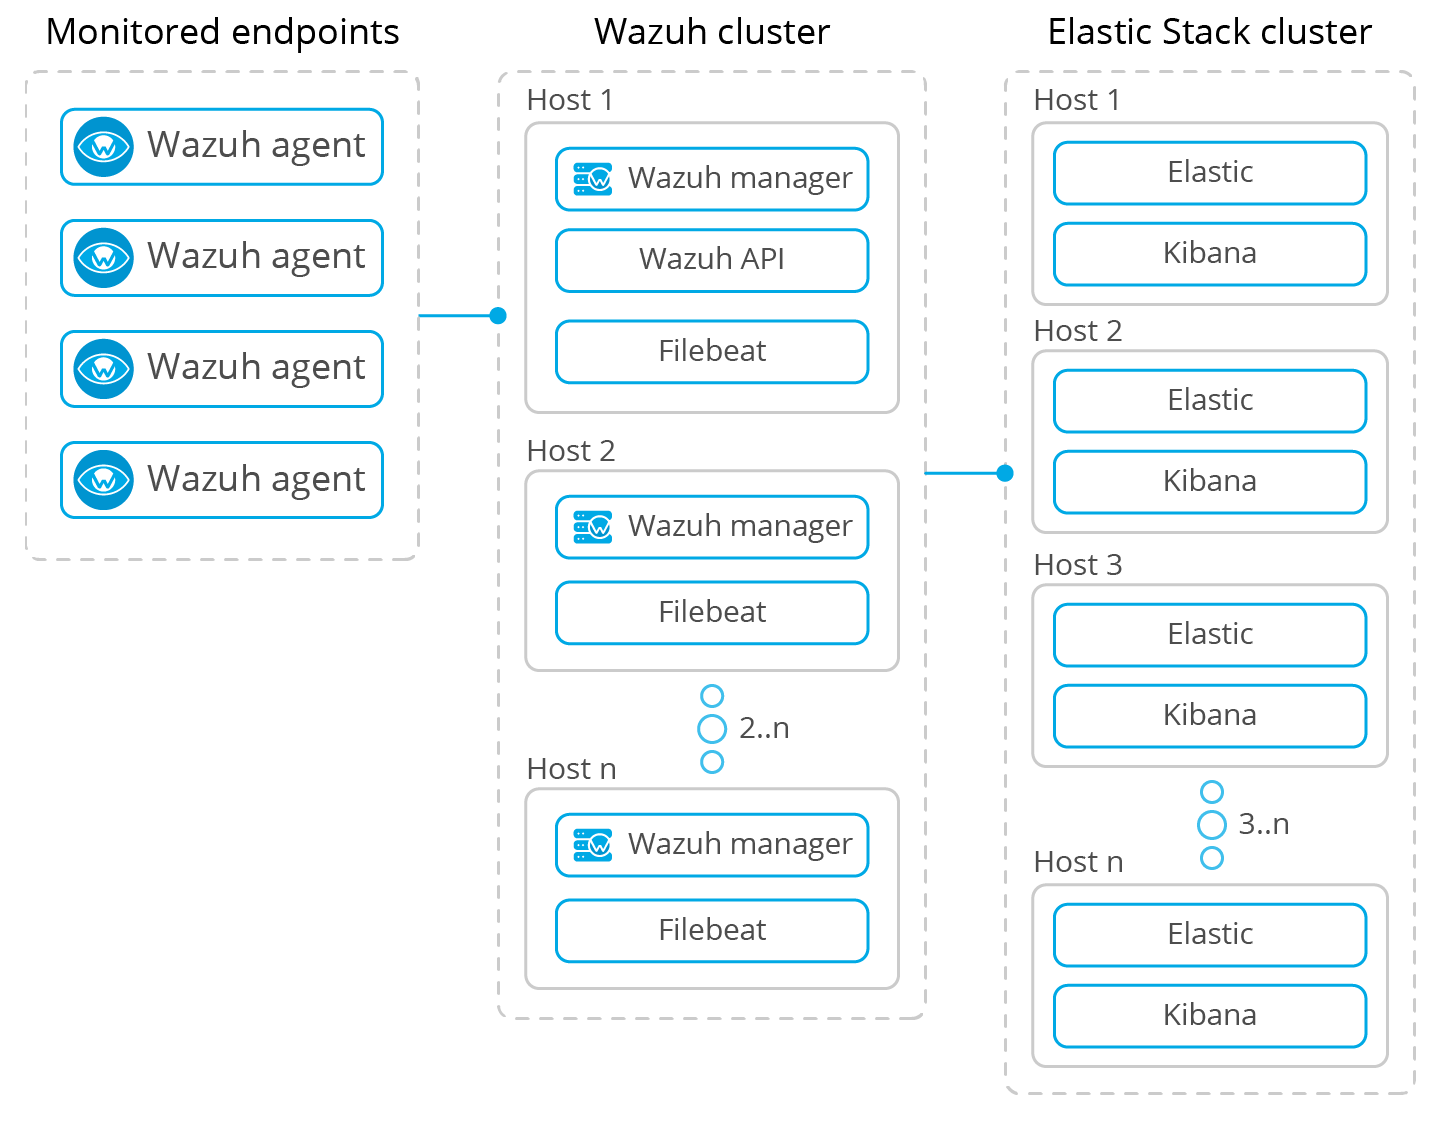 Monitored endpoints
Wazuh agent
Wazuh agent
Wazuh agent
Wazuh agent
Wazuh cluster
Host 1
Wazuh manager
Wazuh API
Filebeat
Host 2
Wazuh manager
Filebeat
2..n
Host n
Wazuh manager
Filebeat
Elastic Stack cluster
Host 1
Elastic
Kibana
Host 2
Elastic
Kibana
Host 3
Elastic
Kibana
3..n
Host n
Elastic
Kibana